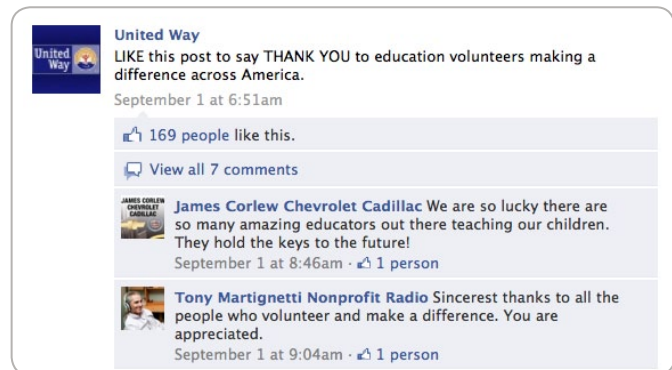 United Way
United Way
LIKE this post to say THANK YOU to education volunteers making a
difference across America.
September 1 at 6:51am
169 people like this.
View all 7 comments
JAMES CORLEW
CHEVROLET
CADILLAC
James Corlew Chevrolet Cadillac We are so lucky there are
so many amazing educators out there teaching our children.
They hold the keys to the future!
September 1 at 8:46am · 1 person
Tony Martignetti Nonprofit Radio Sincerest thanks to all the
people who volunteer and make a difference. You are
appreciated.
September 1 at 9:04am · 1 person